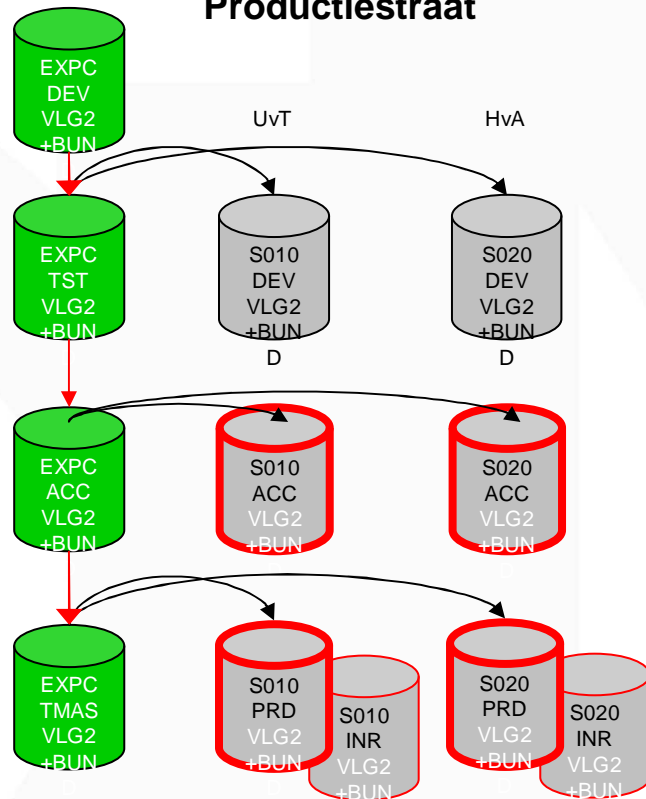 Productiestraat
EXPC
DEV
VLG2
+BUN
UvT
HvA
EXPC
TST
VLG2
+BUN
S010
DEV
VLG2
+BUN
D
S020
DEV
VLG2
+BUN
D
EXPC
ACC
VLG2
+BUN
S010
ACC
VLG2
+BUN
S020
ACC
VLG2
+BUN
D
EXPC
TMAS
VLG2
+BUN
D
S010
PRD
VLG2
+BUN
D
S010
INR
VLG2
+BUN
S020
PRD
VLG2
+BUN
D
S020
INR
VLG2
+BUN